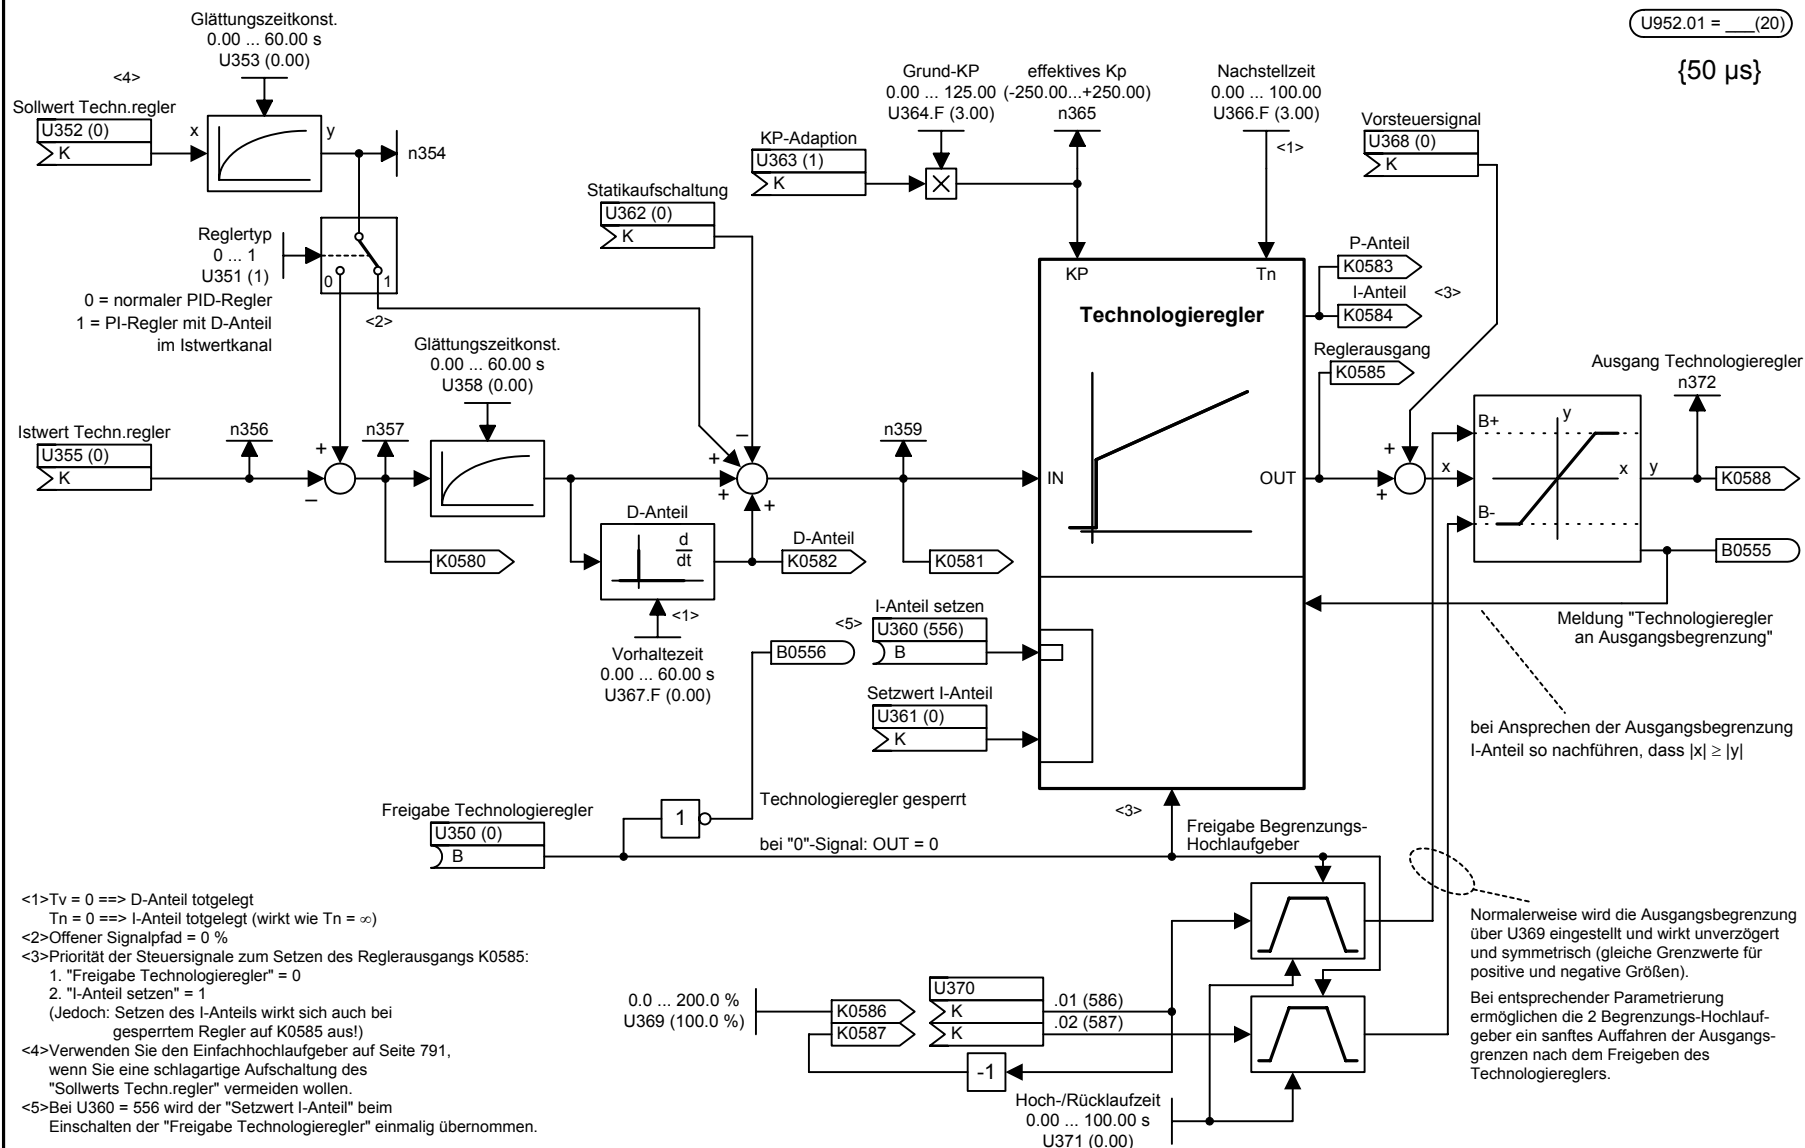 U952.01 = ___(20)
{50 µs}
Glättungszeitkonst.
0.00 ... 60.00 s
U353 (0.00)
<4>
Sollwert Techn.regler
U352 (0)
K
x
y
n354
Reglertyp
0 ... 1
U351 (1)
0
1
0 = normaler PID-Regler
1 = PI-Regler mit D-Anteil
im Istwertkanal
<2>
Glättungszeitkonst.
0.00 ... 60.00 s
U358 (0.00)
Istwert Techn.regler
U355 (0)
K
n356
+
−
n357
K0580
Statikaufschaltung
U362 (0)
K
KP-Adaption
U363 (1)
K
Grund-KP
0.00 ... 125.00
U364.F (3.00)
effektives Kp
(-250.00...+250.00)
n365
Nachstellzeit
0.00 ... 100.00
U366.F (3.00)
<1>
Vorsteuersignal
U368 (0)
K
−
+
+
+
D-Anteil
d
dt
D-Anteil
K0582
<1>
Vorhaltezeit
0.00 ... 60.00 s
U367.F (0.00)
n359
K0581
KP
Tn
Technologieregler
IN
OUT
P-Anteil
K0583
I-Anteil
K0584
<3>
Reglerausgang
K0585
+
+
x
B+
B-
y
x
y
Ausgang Technologieregler
n372
K0588
B0555
Meldung "Technologieregler
an Ausgangsbegrenzung"
bei Ansprechen der Ausgangsbegrenzung
I-Anteil so nachführen, dass |x| ≥ |y|
<5>
I-Anteil setzen
U360 (556)
B
B0556
Setzwert I-Anteil
U361 (0)
K
Freigabe Technologieregler
U350 (0)
B
1
Technologieregler gesperrt
bei "0"-Signal: OUT = 0
<3>
Freigabe Begrenzungs-
Hochlaufgeber
0.0 ... 200.0 %
U369 (100.0 %)
K0586
K0587
U370
K
K
.01 (586)
.02 (587)
-1
Hoch-/Rücklaufzeit
0.00 ... 100.00 s
U371 (0.00)
Normalerweise wird die Ausgangsbegrenzung
über U369 eingestellt und wirkt unverzögert
und symmetrisch (gleiche Grenzwerte für
positive und negative Größen).
Bei entsprechender Parametrierung
ermöglichen die 2 Begrenzungs-Hochlauf-
geber ein sanftes Auffahren der Ausgangs-
grenzen nach dem Freigeben des
Technologiereglers.
<1>Tv = 0 ==> D-Anteil totgelegt
Tn = 0 ==> I-Anteil totgelegt (wirkt wie Tn = ∞)
<2>Offener Signalpfad = 0 %
<3>Priorität der Steuersignale zum Setzen des Reglerausgangs K0585:
1. "Freigabe Technologieregler" = 0
2. "I-Anteil setzen" = 1
(Jedoch: Setzen des I-Anteils wirkt sich auch bei
gesperrtem Regler auf K0585 aus!)
<4>Verwenden Sie den Einfachhochlaufgeber auf Seite 791,
wenn Sie eine schlagartige Aufschaltung des
"Sollwerts Techn.regler" vermeiden wollen.
<5>Bei U360 = 556 wird der "Setzwert I-Anteil" beim
Einschalten der "Freigabe Technologieregler" einmalig übernommen.